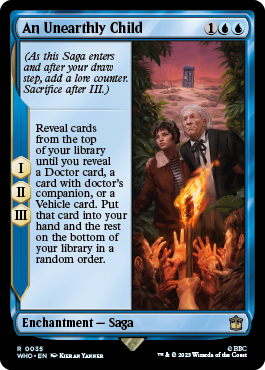 An Unearthly Child 1UU
(As this Saga enters
and after your draw
step, add a lore counter.
Sacrifice after III.)
I
II
III
Reveal cards
from the top
of your library
until you reveal
a Doctor card, a
card with doctor's
companion, or a
Vehicle card. Put
that card into your
hand and the rest
on the bottom of
your library in a
random order.
Enchantment — Saga
R 0035
WHO • EN KIERAN YANNER
©BBC
™ & © 2023 Wizards of the Coast